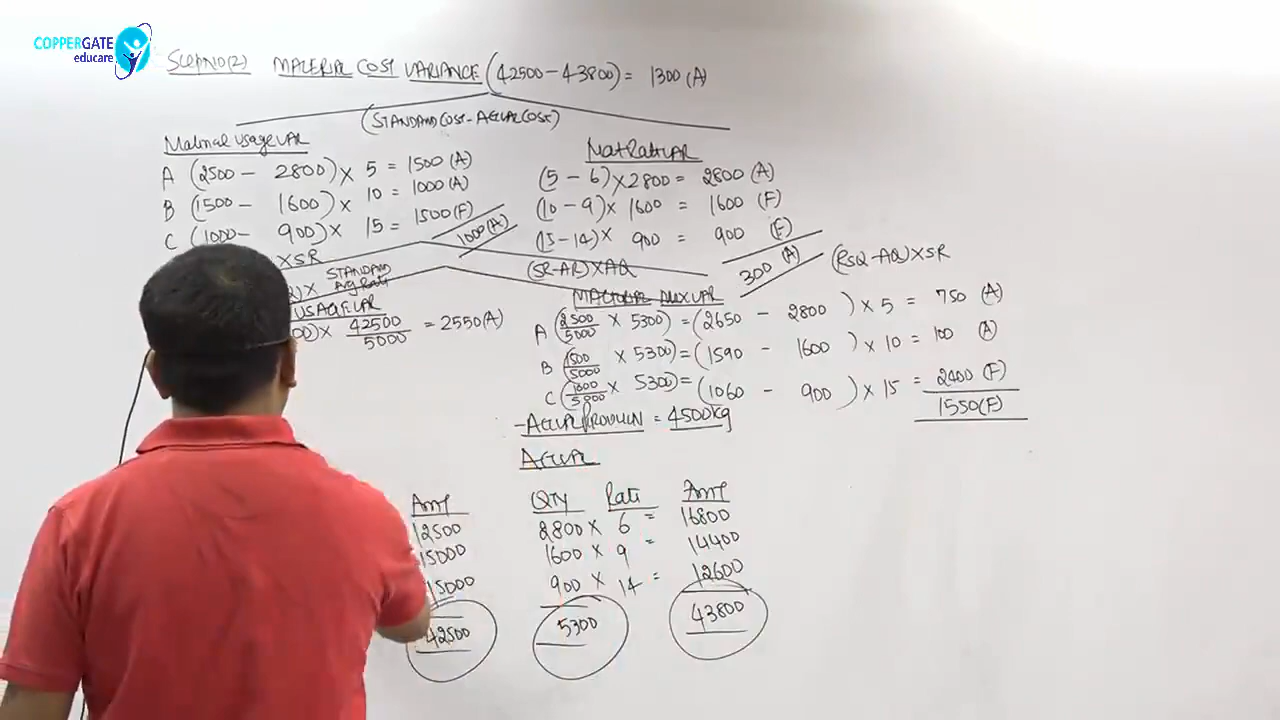 COPPERGATE
educare
MATERIAL COST VARIANCE (42500 - 43800) = 1300 (A)
(STANDARD COST - ACTUAL COST)
Material Usage VAR
A (2500 - 2800) × 5 = 1500 (A)
B (1500 - 1600) × 10 = 1000 (A)
C (1000 - 900) × 15 = 1500 (F)
1000 (A)
× SR
Mat Rate VAR
(5 - 6) × 2800 = 2800 (A)
(10 - 9) × 1600 = 1600 (F)
(15 - 14) × 900 = 900 (F)
300 (A)
(SR - AR) × AQ
) × STANDARD
Avg Rate
USAGE VAR
00) × 42500/5000 = 2550 (A)
MATERIAL MIX VAR
(RSQ - AQ) × SR
A (2500/5000 × 5300) = (2650 - 2800) × 5 = 750 (A)
B (1500/5000 × 5300) = (1590 - 1600) × 10 = 100 (A)
C (1000/5000 × 5300) = (1060 - 900) × 15 = 2400 (F)
1550 (F)
- ACTUAL PRODUCTION = 4500 kg
ACTUAL
Amt QTY Rate Amt
12500 2800 × 6 = 16800
15000 1600 × 9 = 14400
15000 900 × 14 = 12600
42500 5300 43800